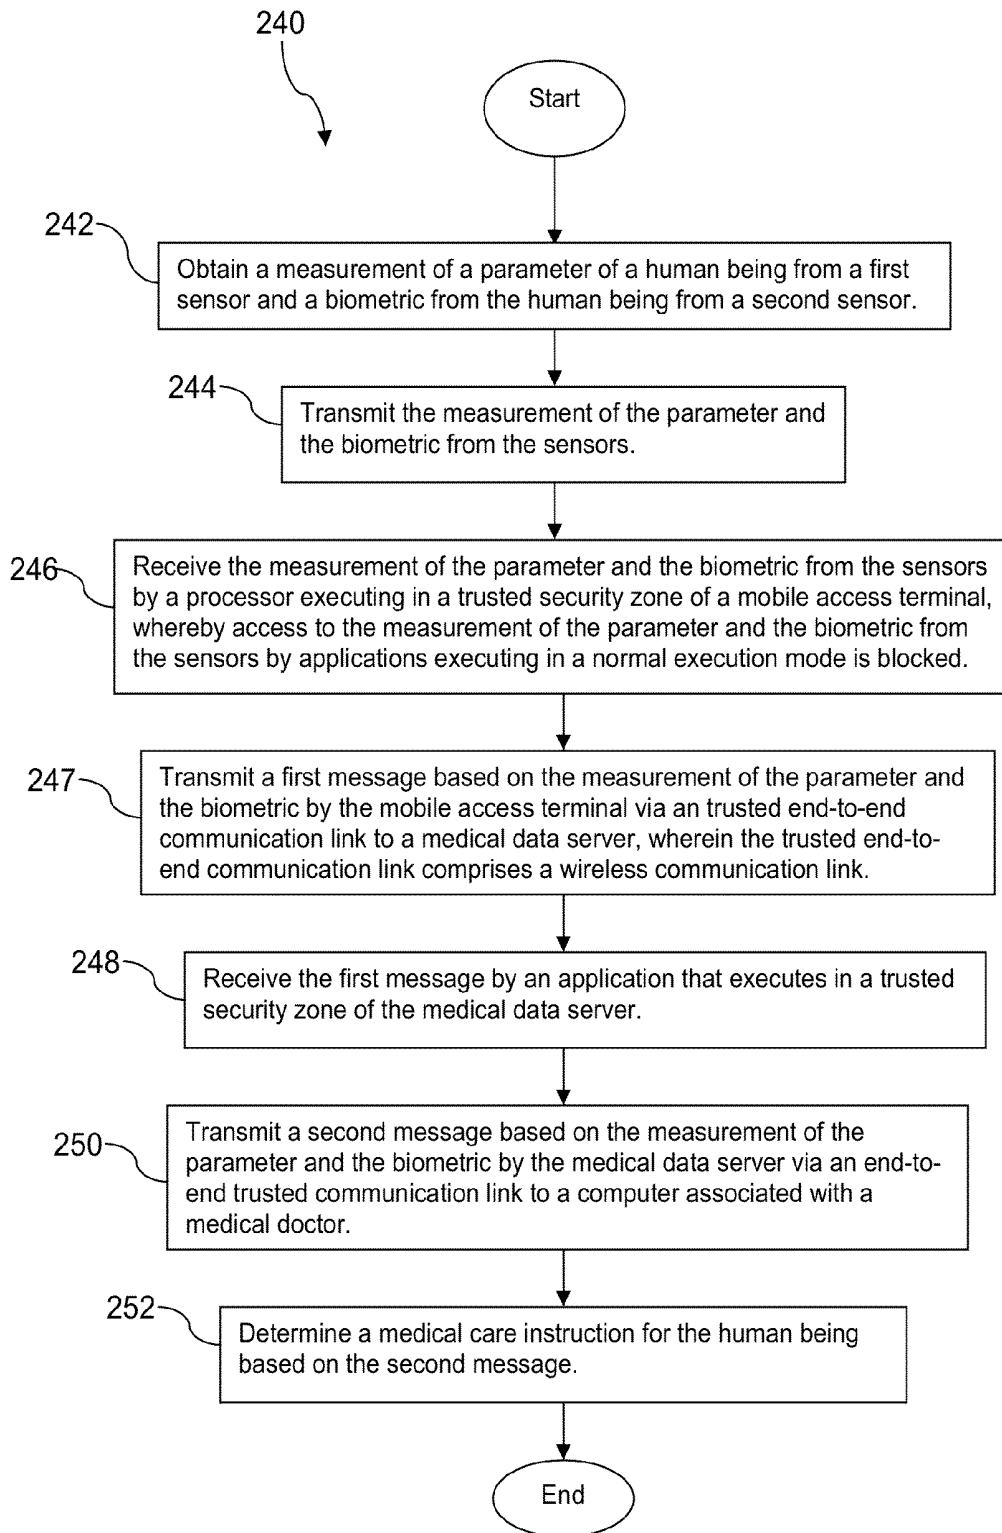 240
Start
242
Obtain a measurement of a parameter of a human being from a first
sensor and a biometric from the human being from a second sensor.
244
Transmit the measurement of the parameter and
the biometric from the sensors.
246
Receive the measurement of the parameter and the biometric from the sensors
by a processor executing in a trusted security zone of a mobile access terminal,
whereby access to the measurement of the parameter and the biometric from
the sensors by applications executing in a normal execution mode is blocked.
247
Transmit a first message based on the measurement of the parameter and
the biometric by the mobile access terminal via an trusted end-to-end
communication link to a medical data server, wherein the trusted end-to-
end communication link comprises a wireless communication link.
248
Receive the first message by an application that executes in a trusted
security zone of the medical data server.
250
Transmit a second message based on the measurement of the
parameter and the biometric by the medical data server via an end-to-
end trusted communication link to a computer associated with a
medical doctor.
252
Determine a medical care instruction for the human being
based on the second message.
End